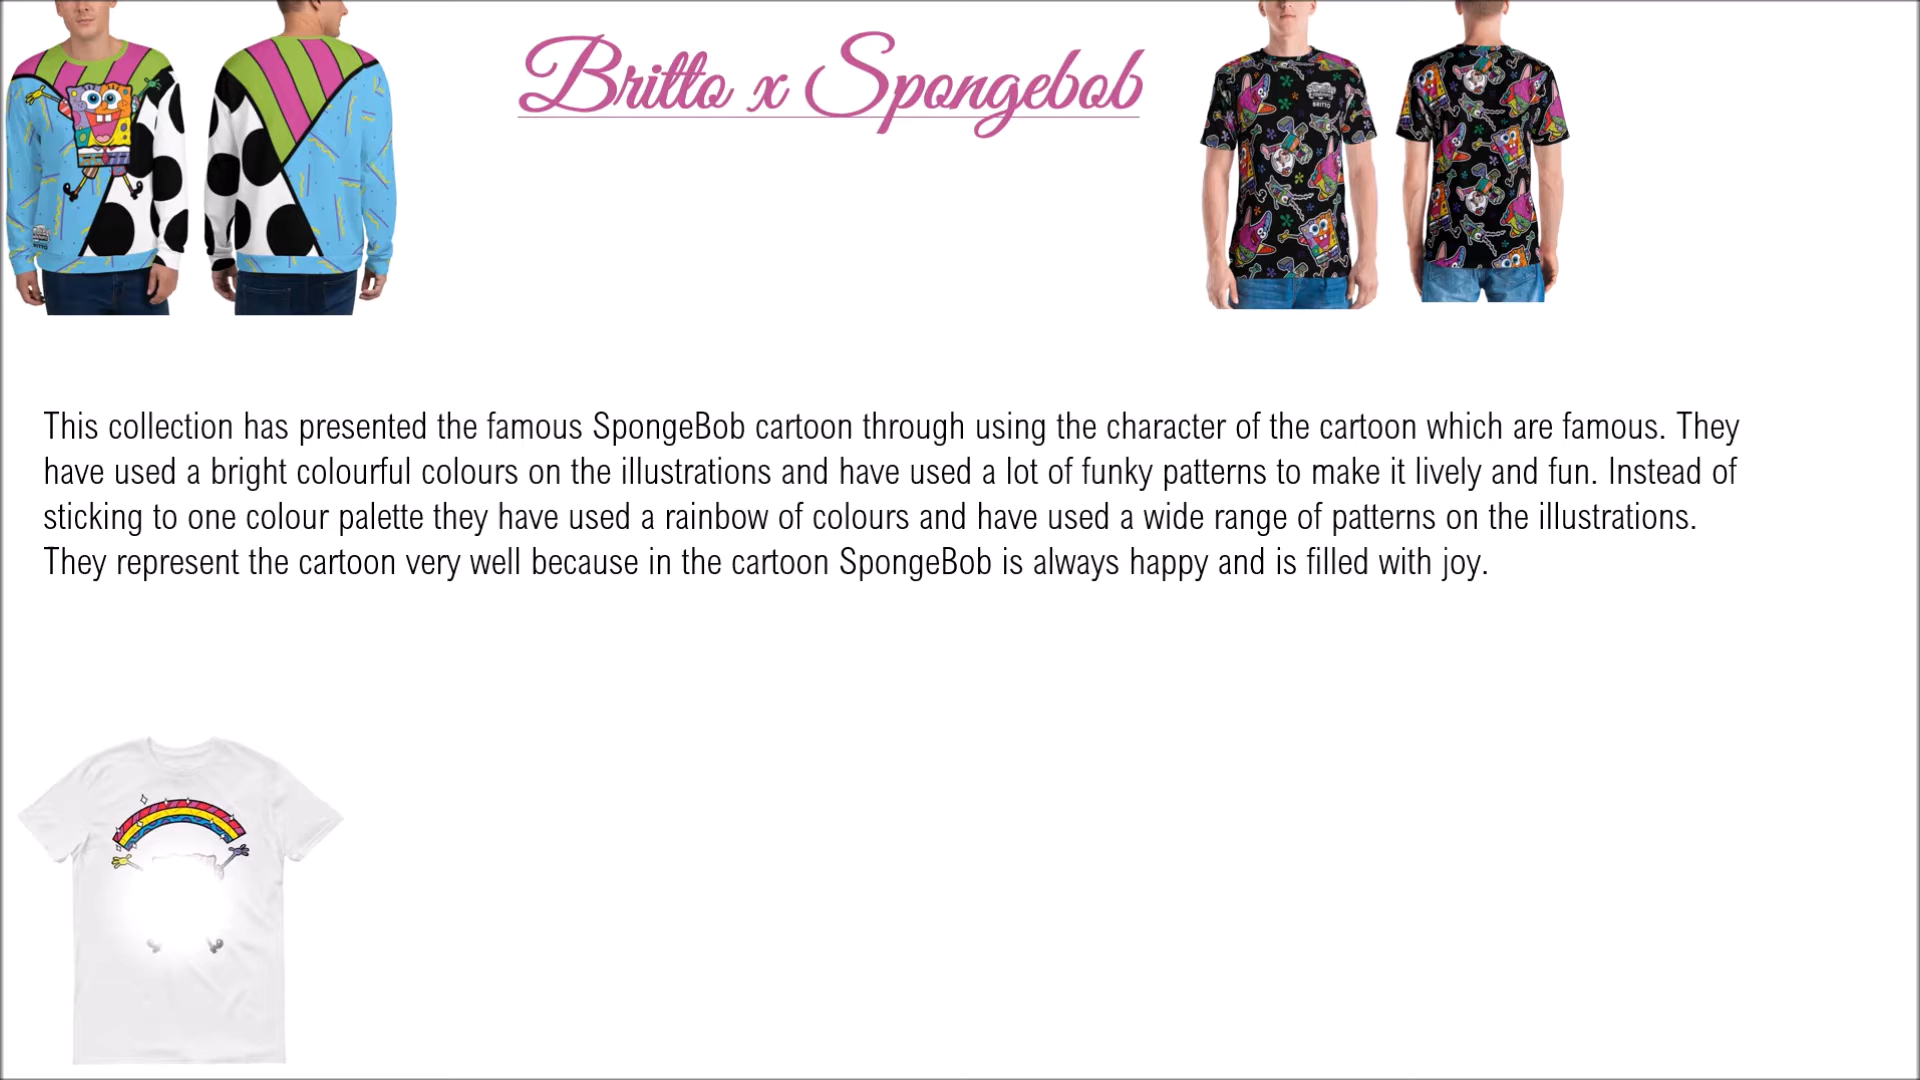 Britto x Spongebob
BRITTO
BRITTO
This collection has presented the famous SpongeBob cartoon through using the character of the cartoon which are famous. They
have used a bright colourful colours on the illustrations and have used a lot of funky patterns to make it lively and fun. Instead of
sticking to one colour palette they have used a rainbow of colours and have used a wide range of patterns on the illustrations.
They represent the cartoon very well because in the cartoon SpongeBob is always happy and is filled with joy.